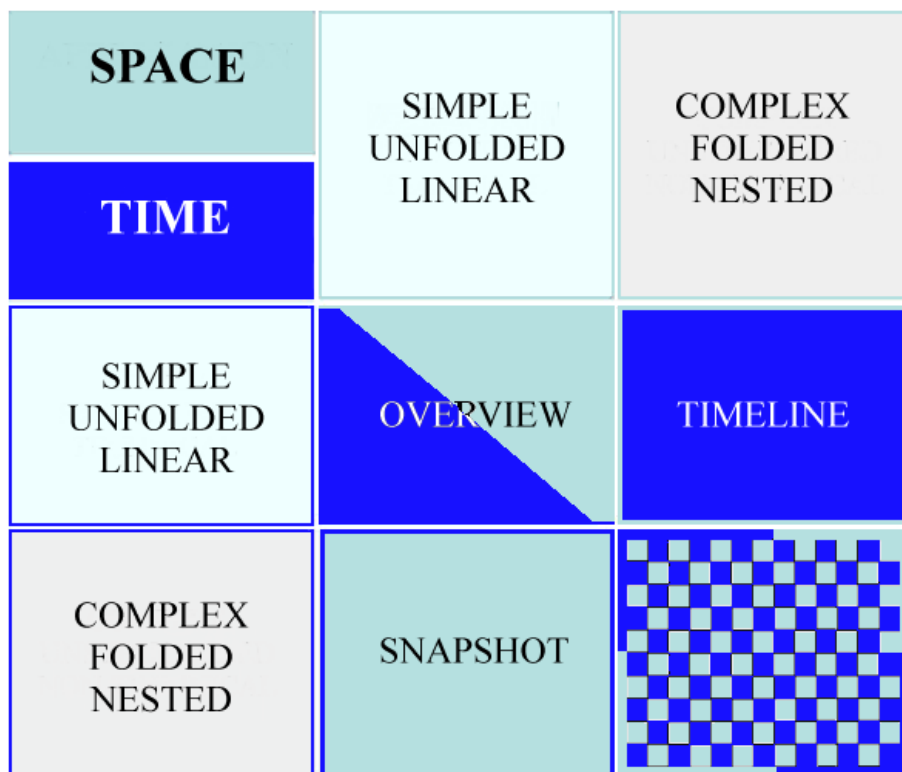 SPACE
TIME
SIMPLE
UNFOLDED
LINEAR
COMPLEX
FOLDED
NESTED
SIMPLE
UNFOLDED
LINEAR
OVERVIEW
TIMELINE
COMPLEX
FOLDED
NESTED
SNAPSHOT